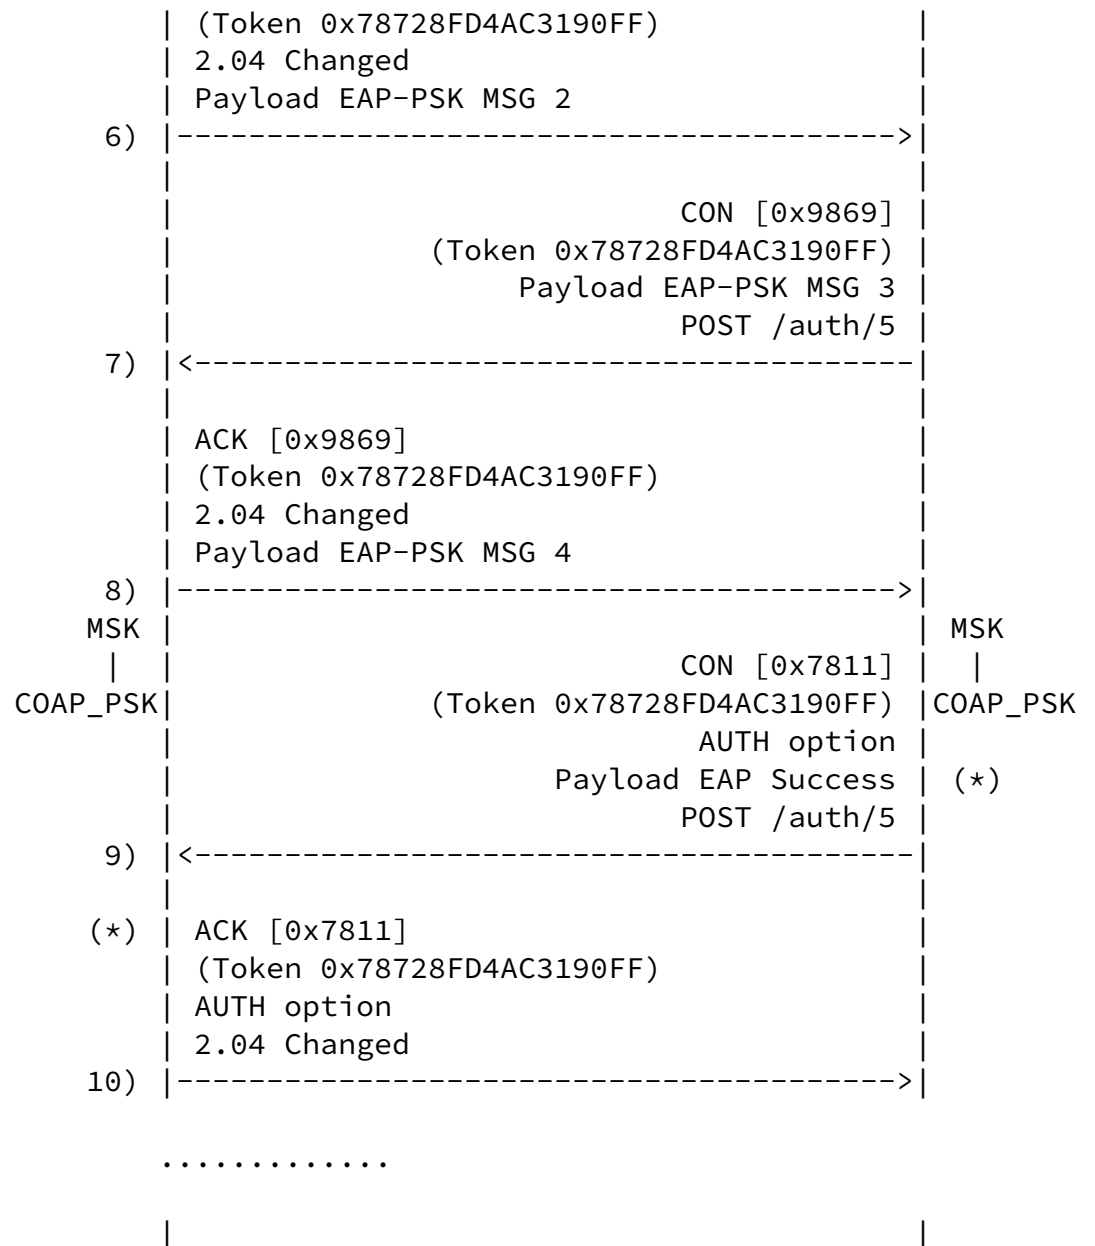 | (Token 0x78728FD4AC3190FF) |
| 2.04 Changed |
| Payload EAP-PSK MSG 2 |
6) |---------------------------------------->|
| |
| CON [0x9869] |
| (Token 0x78728FD4AC3190FF) |
| Payload EAP-PSK MSG 3 |
| POST /auth/5 |
7) |<----------------------------------------|
| |
| ACK [0x9869] |
| (Token 0x78728FD4AC3190FF) |
| 2.04 Changed |
| Payload EAP-PSK MSG 4 |
8) |---------------------------------------->|
MSK | | MSK
| | CON [0x7811] | |
COAP_PSK| (Token 0x78728FD4AC3190FF) |COAP_PSK
| AUTH option |
| Payload EAP Success | (*)
| POST /auth/5 |
9) |<----------------------------------------|
| |
(*) | ACK [0x7811] |
| (Token 0x78728FD4AC3190FF) |
| AUTH option |
| 2.04 Changed |
10) |---------------------------------------->|
.............
| |